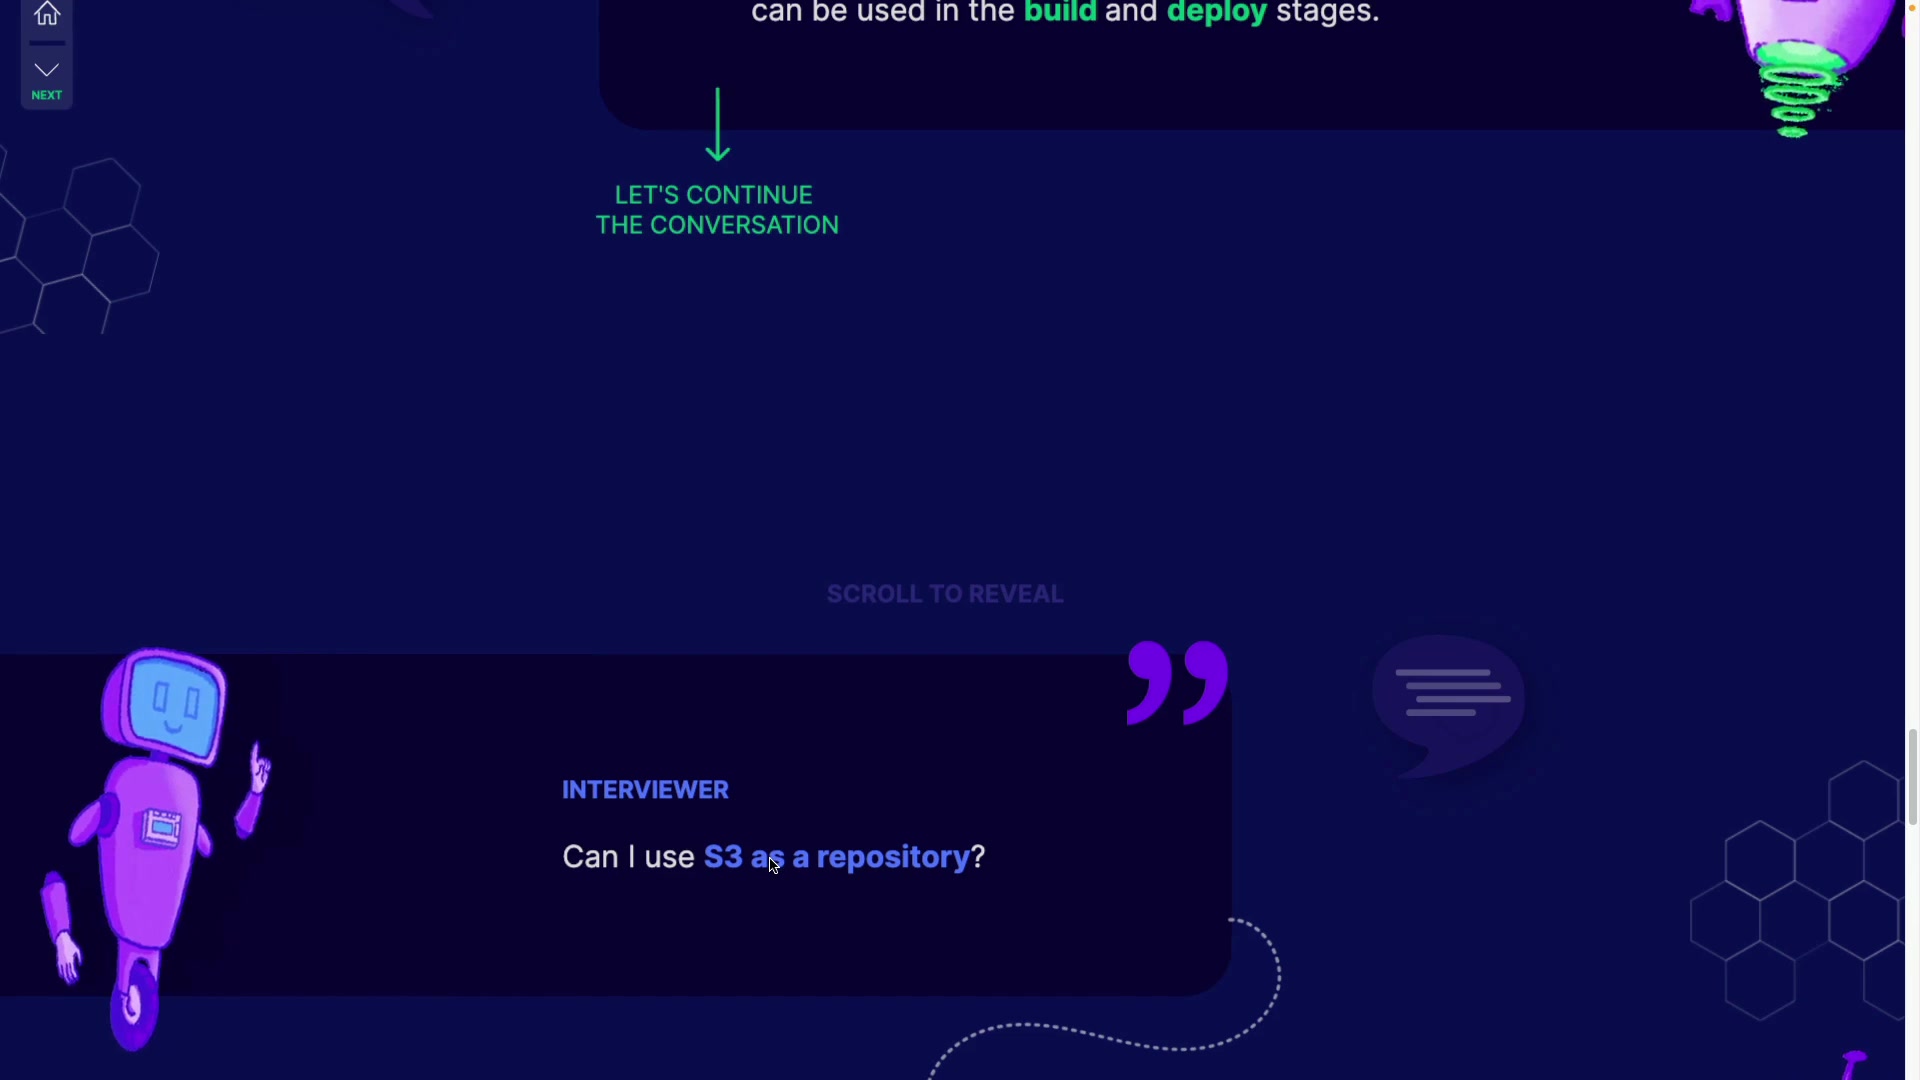 can be used in the build and deploy stages.
NEXT
LET'S CONTINUE
THE CONVERSATION
SCROLL TO REVEAL
INTERVIEWER
Can I use S3 as a repository?